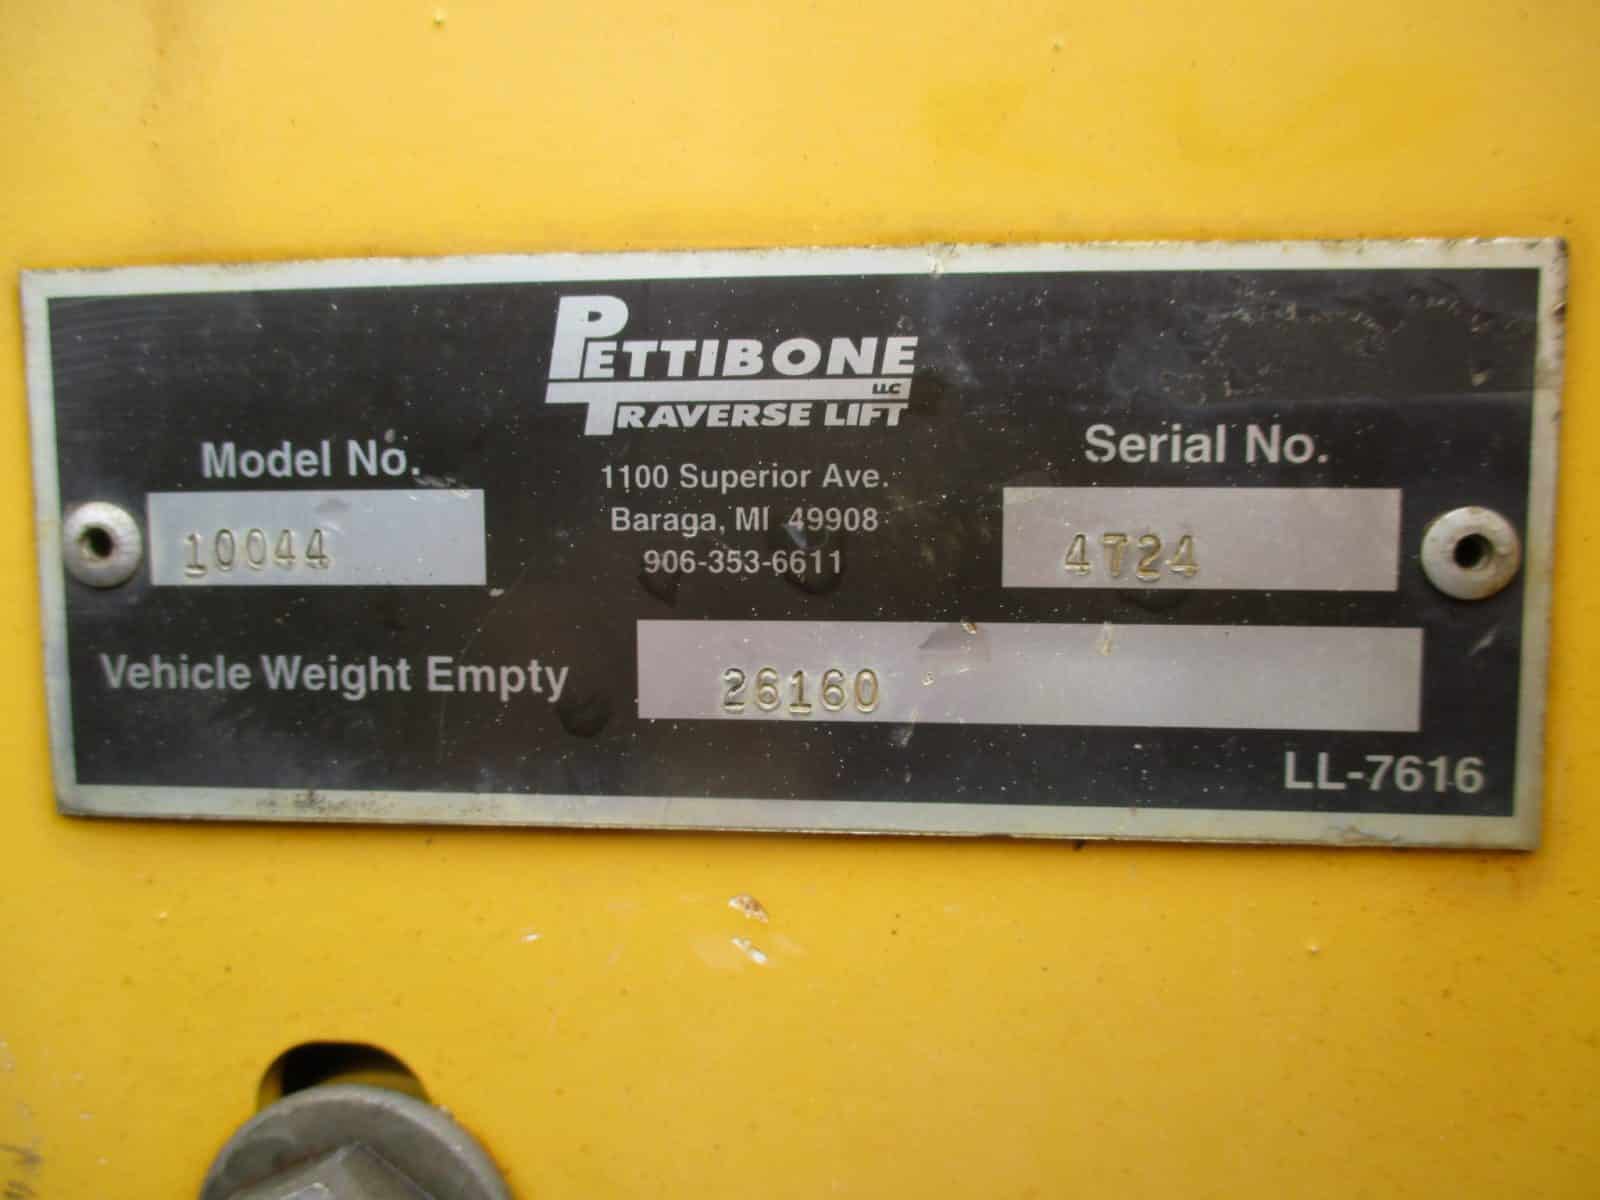 PETTIBONE
LLC
TRAVERSE LIFT
Model No.
10044
1100 Superior Ave.
Baraga, MI 49908
906-353-6611
Serial No.
4724
Vehicle Weight Empty
26160
LL-7616